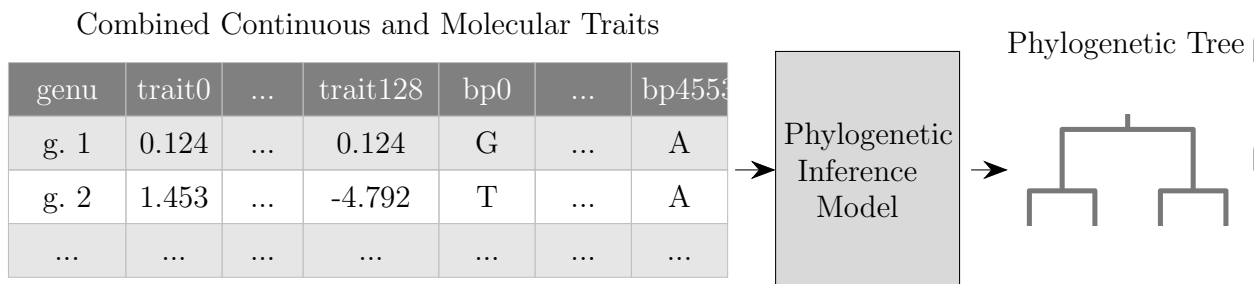 Combined Continuous and Molecular Traits
genu trait0 ... trait128 bp0 ... bp4553
g. 1 0.124 ... 0.124 G ... A
g. 2 1.453 ... -4.792 T ... A
... ... ... ... ... ... ...
Phylogenetic
Inference
Model
Phylogenetic Tree